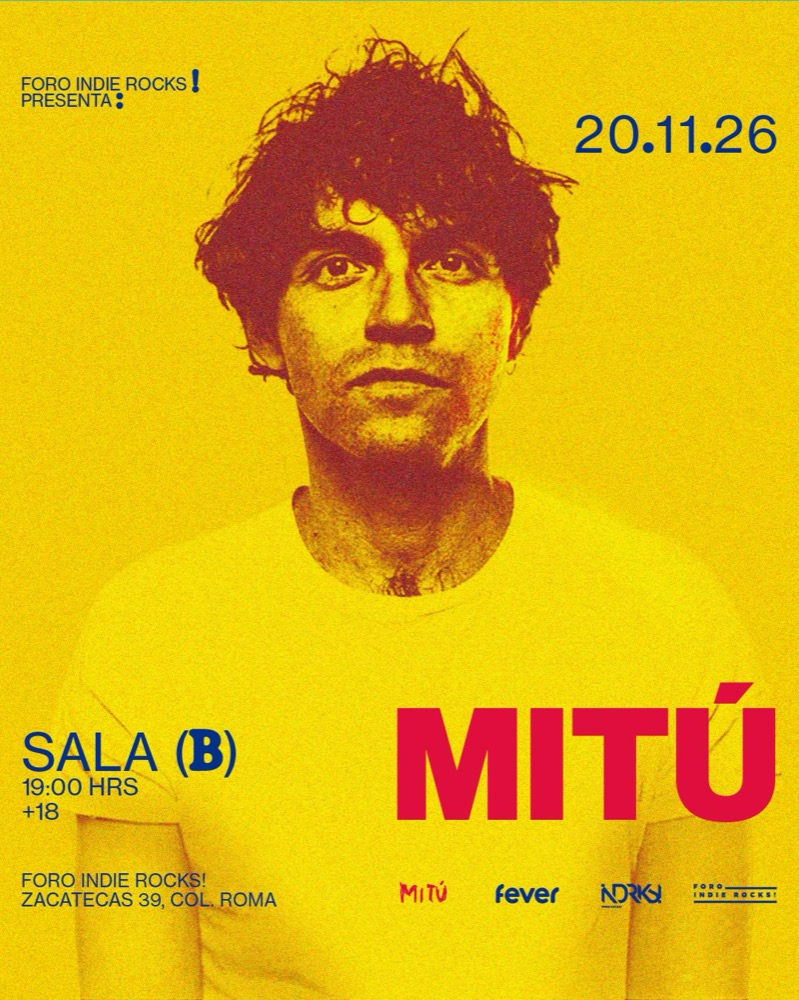 FORO INDIE ROCKS!
PRESENTA:
20.11.26
MITÚ
SALA (B)
19:00 HRS
+18
FORO INDIE ROCKS!
ZACATECAS 39, COL. ROMA
MITÚ
fever
INDRKS!
FORO
INDIE ROCKS!